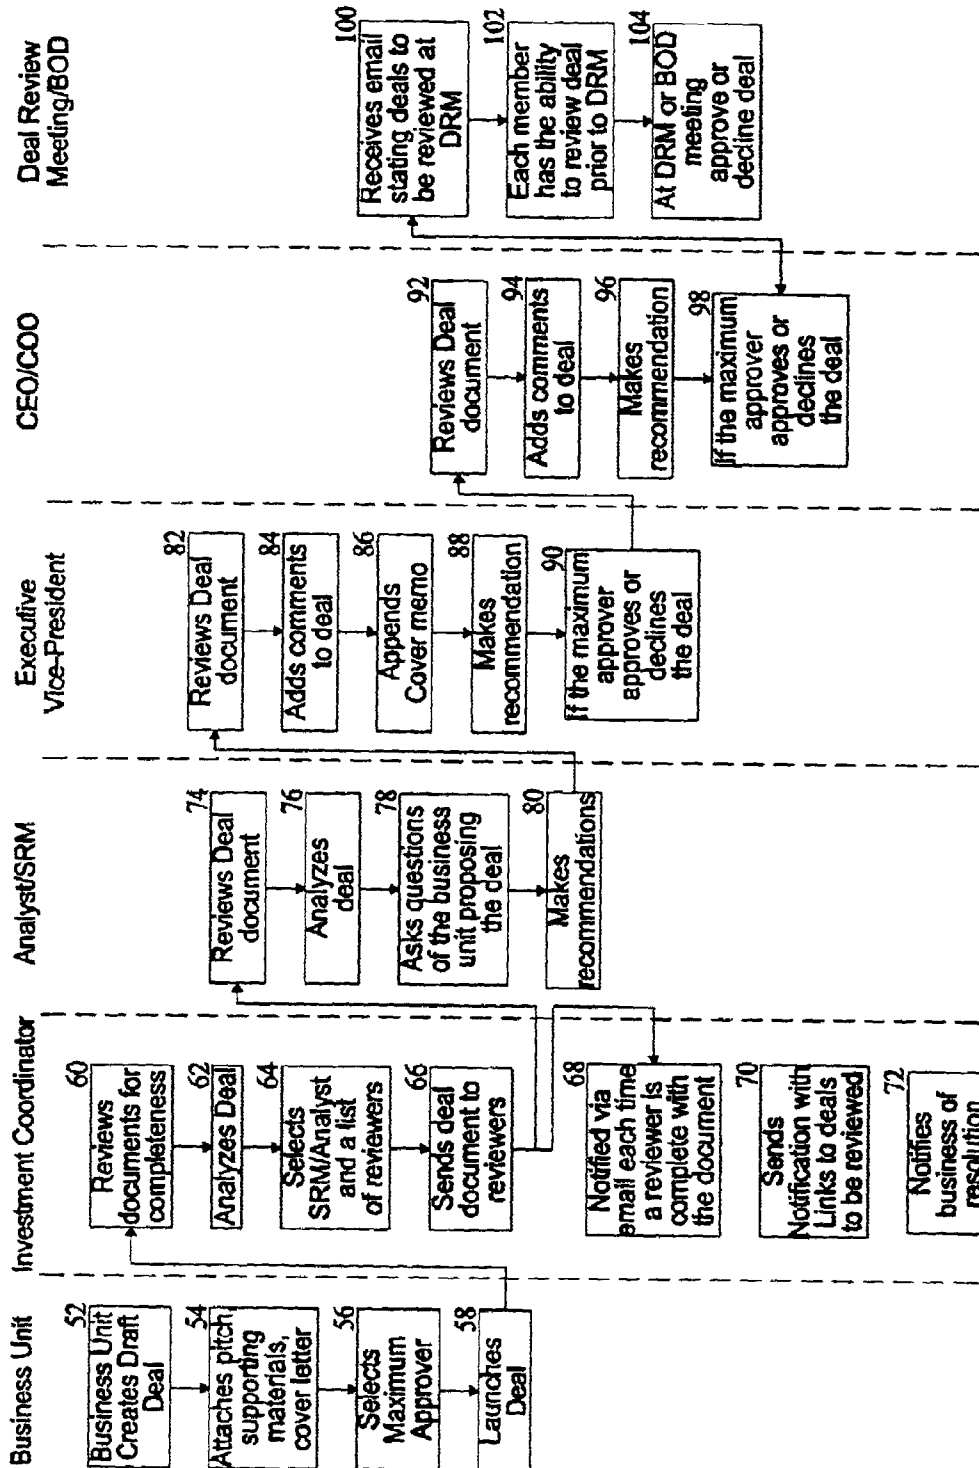 Business Unit
52
Business Unit
Creates Draft
Deal
54
Attaches pitch,
supporting
materials,
cover letter
56
Selects
Maximum
Approver
58
Launches
Deal
Investment Coordinator
60
Reviews
documents for
completeness
62
Analyzes Deal
64
Selects
SRM/Analyst
and a list
of reviewers
66
Sends deal
document to
reviewers
68
Notified via
email each time
a reviewer is
complete with
the document
70
Sends
Notification with
Links to deals
to be reviewed
72
Notifies
business of
resolution
Analyst/SRM
74
Reviews Deal
document
76
Analyzes
deal
78
Asks questions
of the business
unit proposing
the deal
80
Makes
recommendations
Executive
Vice-President
82
Reviews Deal
document
84
Adds comments
to deal
86
Appends
Cover memo
88
Makes
recommendation
90
If the maximum
approver
approves or
declines
the deal
CEO/COO
92
Reviews Deal
document
94
Adds comments
to deal
96
Makes
recommendation
98
If the maximum
approver
approves or
declines
the deal
Deal Review
Meeting/BOD
100
Receives email
stating deals to
be reviewed at
DRM
102
Each member
has the ability
to review deal
prior to DRM
104
At DRM or BOD
meeting
approve or
decline deal